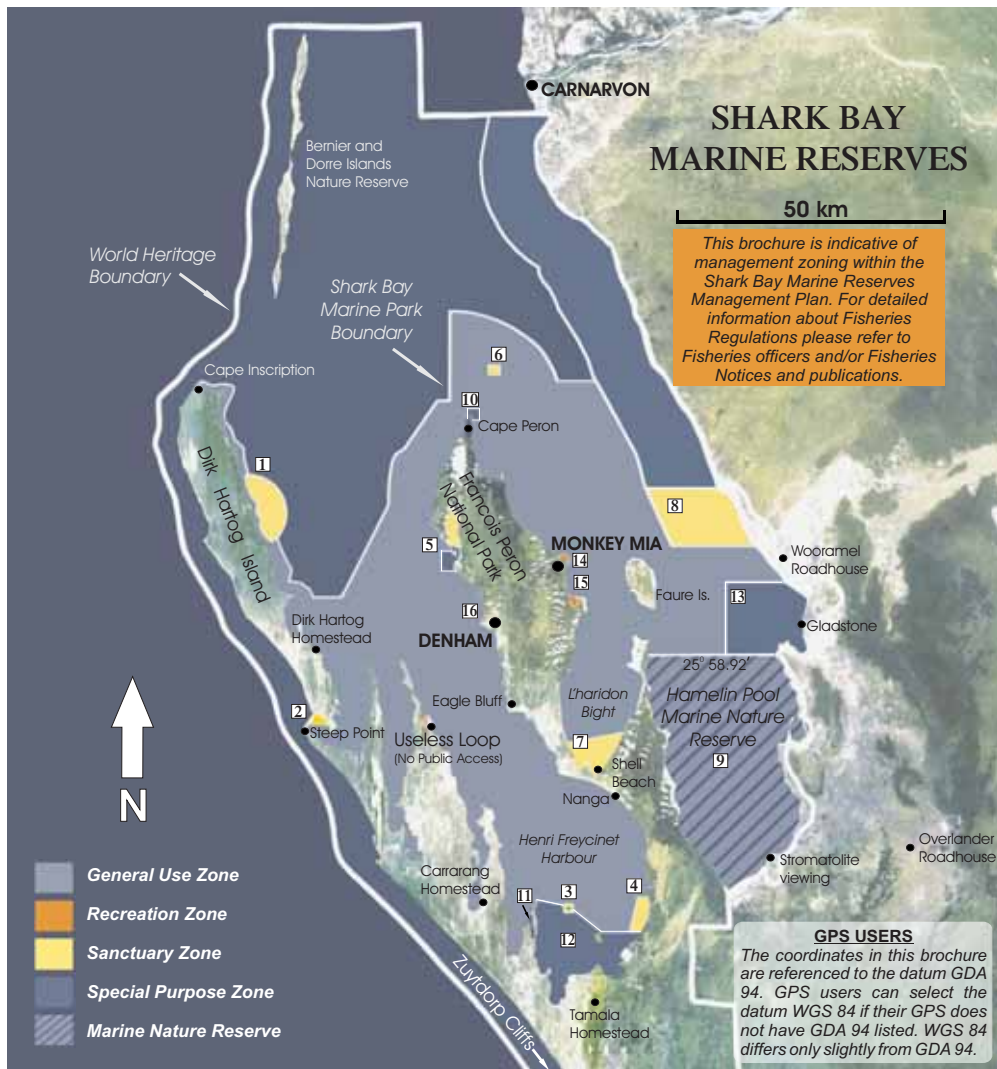 CARNARVON
SHARK BAY
MARINE RESERVES
50 km
This brochure is indicative of
management zoning within the
Shark Bay Marine Reserves
Management Plan. For detailed
information about Fisheries
Regulations please refer to
Fisheries officers and/or Fisheries
Notices and publications.
Bernier and
Dorre Islands
Nature Reserve
World Heritage
Boundary
Shark Bay
Marine Park
Boundary
6
Cape Inscription
10
Cape Peron
1
Dirk Hartog Island
Francois Peron
National Park
8
5
MONKEY MIA
14
15
Wooramel
Roadhouse
Faure Is.
13
16
Gladstone
DENHAM
Dirk Hartog
Homestead
25° 58.92'
Hamelin Pool
Marine Nature
Reserve
9
L'haridon
Bight
Eagle Bluff
2
Steep Point
Useless Loop
(No Public Access)
7
Shell
Beach
Nanga
N
Henri Freycinet
Harbour
Overlander
Roadhouse
Stromatolite
viewing
Carrarang
Homestead
11
3
4
12
Tamala
Homestead
Zuytdorp Cliffs
General Use Zone
Recreation Zone
Sanctuary Zone
Special Purpose Zone
Marine Nature Reserve
GPS USERS
The coordinates in this brochure
are referenced to the datum GDA
94. GPS users can select the
datum WGS 84 if their GPS does
not have GDA 94 listed. WGS 84
differs only slightly from GDA 94.